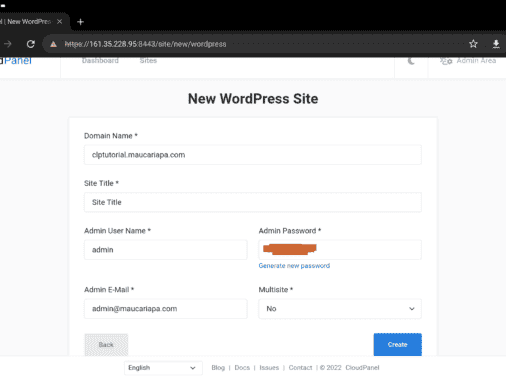 l | New WordPress
https://161.35.228.95:8443/site/new/wordpress
dPanel Dashboard Sites Admin Area
New WordPress Site
Domain Name *
clptutorial.maucariapa.com
Site Title *
Site Title
Admin User Name * Admin Password *
admin
Generate new password
Admin E-Mail * Multisite *
admin@maucariapa.com No
Back Create
English Blog | Docs | Issues | Contact | © 2022 CloudPanel